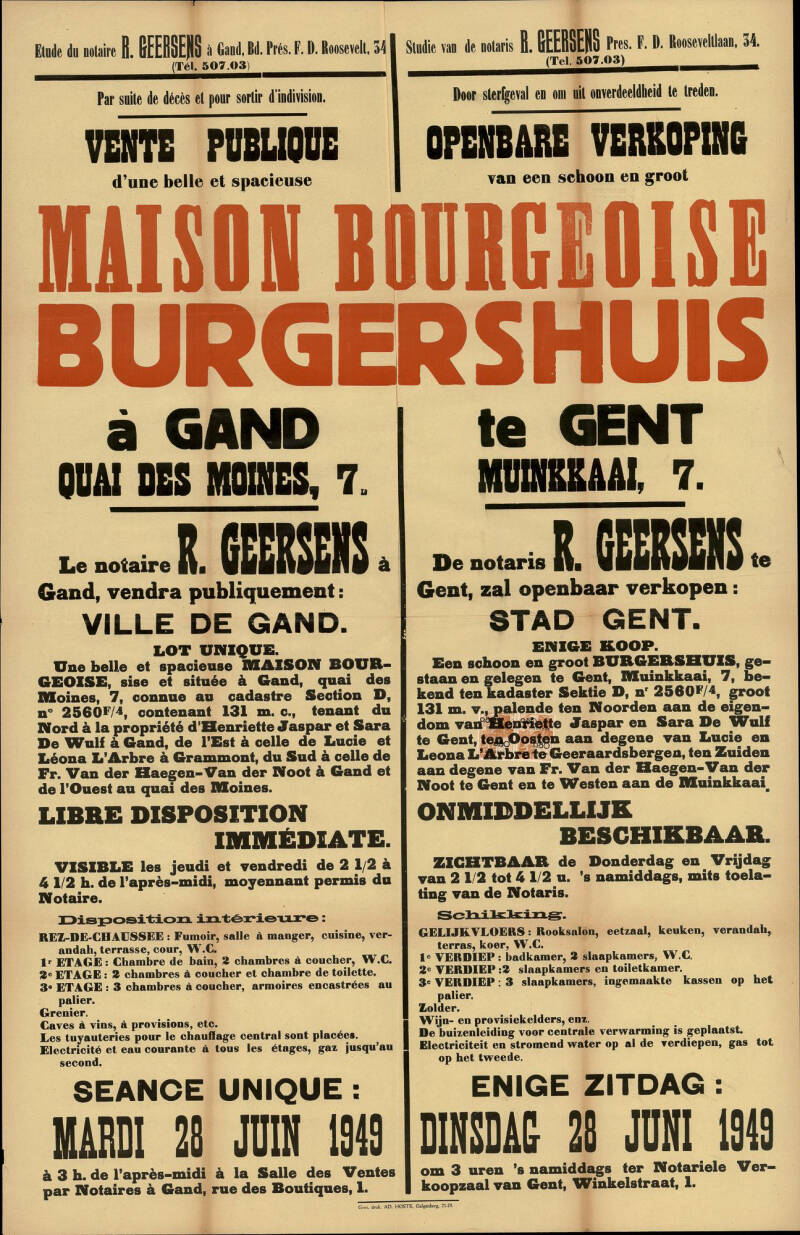 Etude du notaire R. GEERSENS à Gand, Bd. Prés. F. D. Roosevelt, 34
(Tél. 507.03)
Par suite de décès et pour sortir d'indivision.
VENTE PUBLIQUE
d'une belle et spacieuse
Studie van de notaris R. GEERSENS Pres. F. D. Rooseveltlaan, 34.
(Tel. 507.03)
Door sterfgeval en om uit onverdeeldheid te treden.
OPENBARE VERKOPING
van een schoon en groot
MAISON BOURGEOISE
BURGERSHUIS
à GAND
QUAI DES MOINES, 7.
Le notaire R. GEERSENS à
Gand, vendra publiquement :
VILLE DE GAND.
LOT UNIQUE.
Une belle et spacieuse MAISON BOUR-
GEOISE, sise et située à Gand, quai des
Moines, 7, connue au cadastre Section D,
n° 2560F/4, contenant 131 m. c., tenant du
Nord à la propriété d'Henriette Jaspar et Sara
De Wulf à Gand, de l'Est à celle de Lucie et
Léona L'Arbre à Grammont, du Sud à celle de
Fr. Van der Haegen-Van der Noot à Gand et
de l'Ouest au quai des Moines.
LIBRE DISPOSITION
IMMÉDIATE.
VISIBLE les jeudi et vendredi de 2 1/2 à
4 1/2 h. de l'après-midi, moyennant permis du
Notaire.
Disposition intérieure :
REZ-DE-CHAUSSEE : Fumoir, salle à manger, cuisine, ver-
andah, terrasse, cour, W.C.
1r ETAGE : Chambre de bain, 2 chambres à coucher, W.C.
2e ETAGE : 2 chambres à coucher et chambre de toilette.
3e ETAGE : 3 chambres à coucher, armoires encastrées au
palier.
Grenier.
Caves à vins, à provisions, etc.
Les tuyauteries pour le chauffage central sont placées.
Electricité et eau courante à tous les étages, gaz jusqu'au
second.
SEANCE UNIQUE :
MARDI 28 JUIN 1949
à 3 h. de l'après-midi à la Salle des Ventes
par Notaires à Gand, rue des Boutiques, 1.
te GENT
MUINKKAAI, 7.
De notaris R. GEERSENS te
Gent, zal openbaar verkopen :
STAD GENT.
ENIGE KOOP.
Een schoon en groot BURGERSHUIS, ge-
staan en gelegen te Gent, Muinkkaai, 7, be-
kend ten kadaster Sektie D, nr 2560F/4, groot
131 m. v., palende ten Noorden aan de eigen-
dom van Henriette Jaspar en Sara De Wulf
te Gent, ten Oosten aan degene van Lucie en
Leona L'Arbre te Geeraardsbergen, ten Zuiden
aan degene van Fr. Van der Haegen-Van der
Noot te Gent en te Westen aan de Muinkkaai.
ONMIDDELLIJK
BESCHIKBAAR.
ZICHTBAAR de Donderdag en Vrijdag
van 2 1/2 tot 4 1/2 u. 's namiddags, mits toela-
ting van de Notaris.
Schikking.
GELIJKVLOERS : Rooksalon, eetzaal, keuken, verandah,
terras, koer, W.C.
1e VERDIEP : badkamer, 2 slaapkamers, W.C.
2e VERDIEP :2 slaapkamers en toiletkamer.
3e VERDIEP : 3 slaapkamers, ingemaakte kassen op het
palier.
Zolder.
Wijn- en provisiekelders, enz.
De buizenleiding voor centrale verwarming is geplaatst.
Electriciteit en stromend water op al de verdiepen, gas tot
op het tweede.
ENIGE ZITDAG :
DINSDAG 28 JUNI 1949
om 3 uren 's namiddags ter Notariele Ver-
koopzaal van Gent, Winkelstraat, 1.
druk. AD. HOSTE, Galgenberg, 21-23.